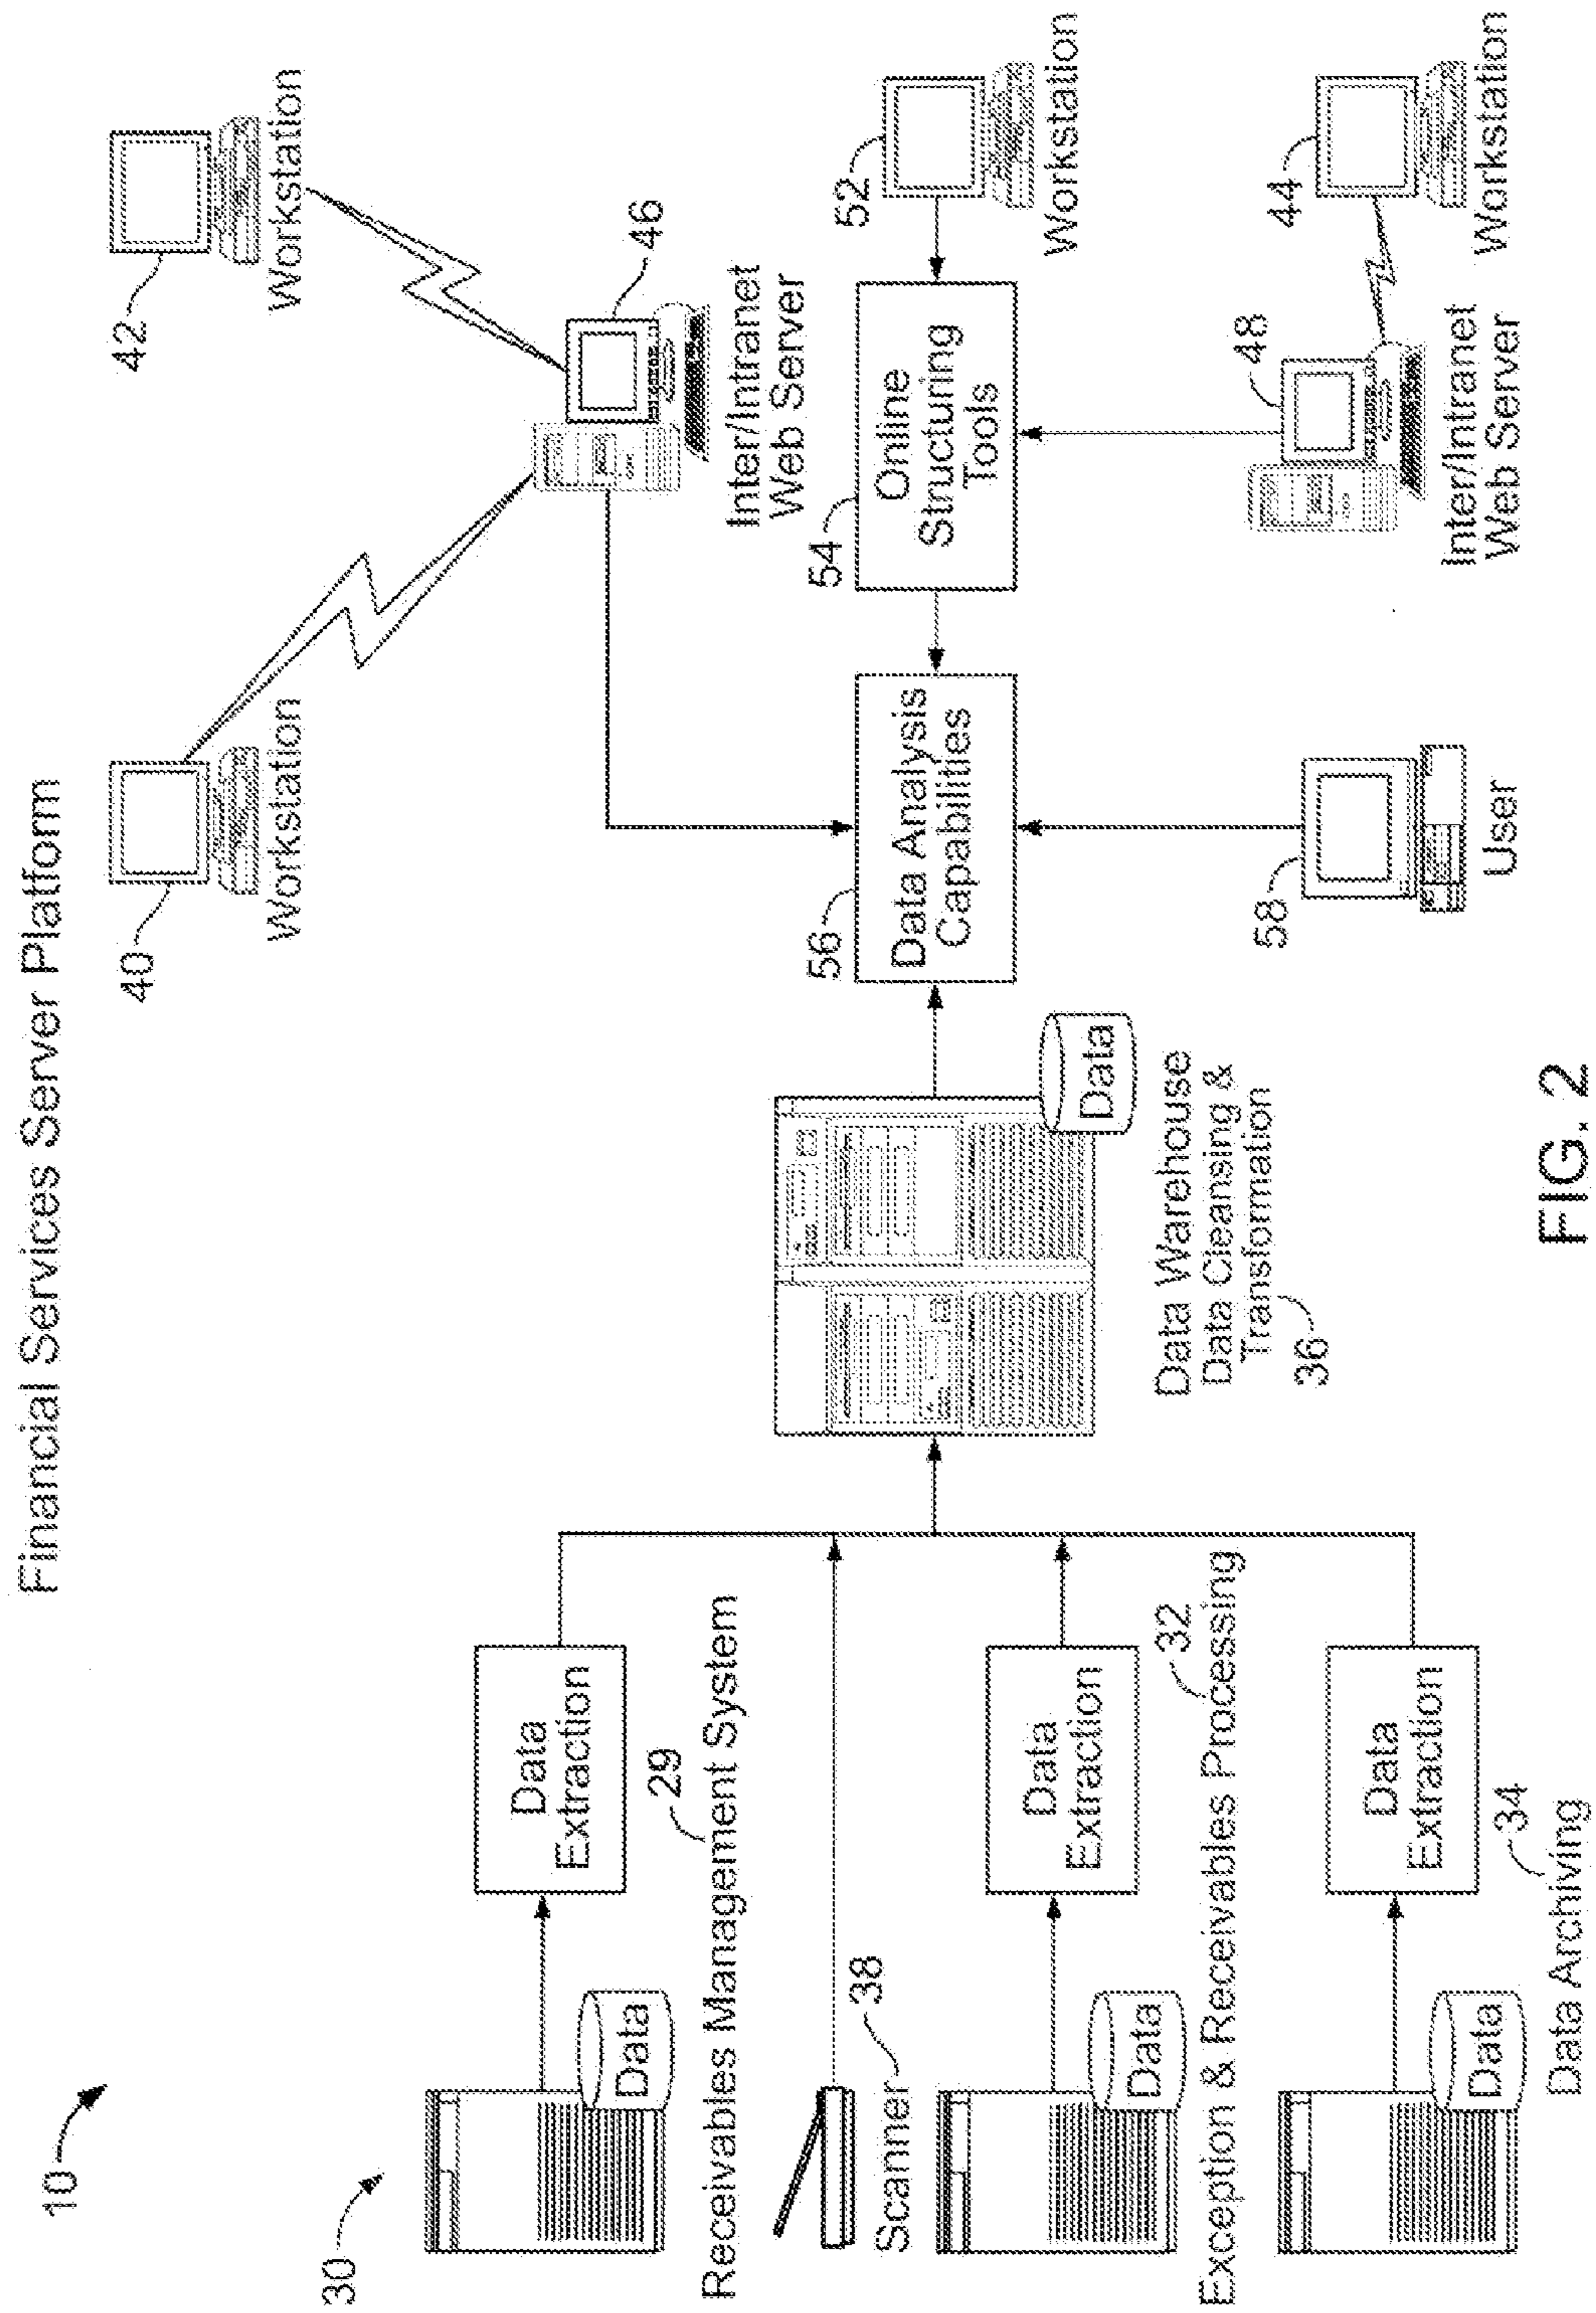 Financial Services Server Platform
10
30
Data
Data
Extraction
29
Receivables Management System
38
Scanner
Data
Data
Extraction
32
Exception & Receivables Processing
Data
Data
Extraction
34
Data Archiving
Data
Data Warehouse
Data Cleansing &
Transformation
36
40
Workstation
42
Workstation
46
Inter/Intranet
Web Server
56
Data Analysis
Capabilities
54
Online
Structuring
Tools
52
Workstation
58
User
48
Inter/Intranet
Web Server
44
Workstation
FIG. 2